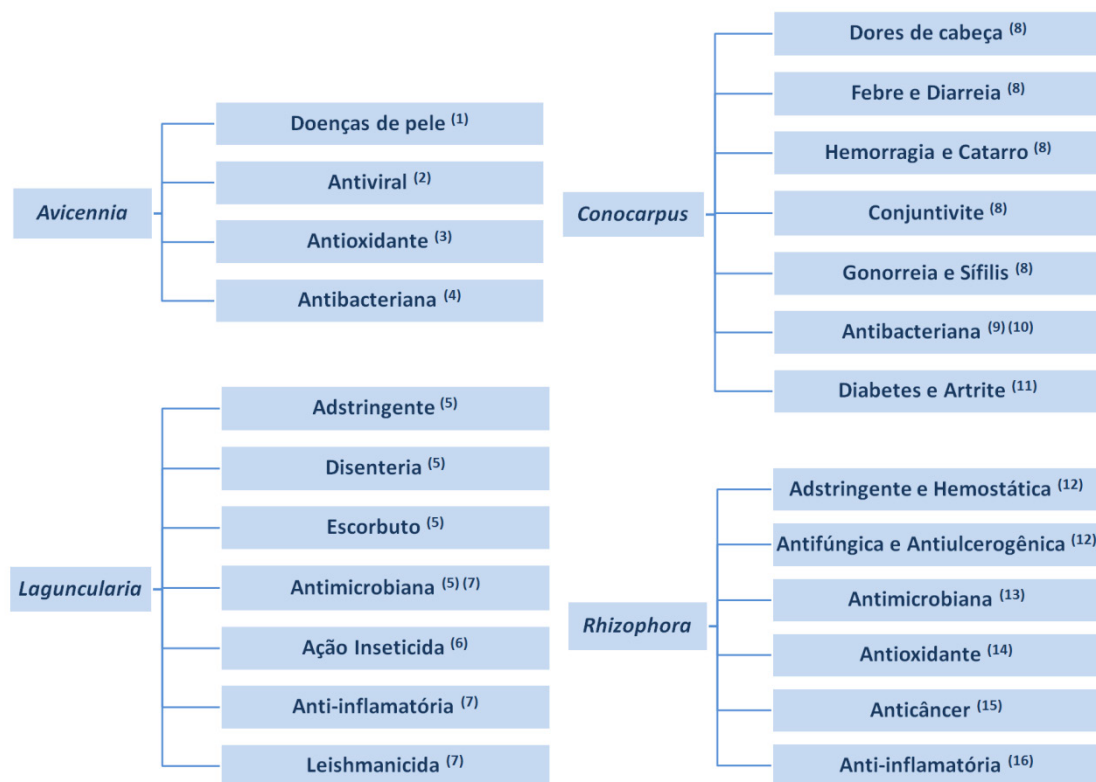 Avicennia
Doenças de pele (1)
Antiviral (2)
Antioxidante (3)
Antibacteriana (4)
Conocarpus
Dores de cabeça (8)
Febre e Diarreia (8)
Hemorragia e Catarro (8)
Conjuntivite (8)
Gonorreia e Sífilis (8)
Antibacteriana (9) (10)
Diabetes e Artrite (11)
Laguncularia
Adstringente (5)
Disenteria (5)
Escorbuto (5)
Antimicrobiana (5) (7)
Ação Inseticida (6)
Anti-inflamatória (7)
Leishmanicida (7)
Rhizophora
Adstringente e Hemostática (12)
Antifúngica e Antiulcerogênica (12)
Antimicrobiana (13)
Antioxidante (14)
Anticâncer (15)
Anti-inflamatória (16)